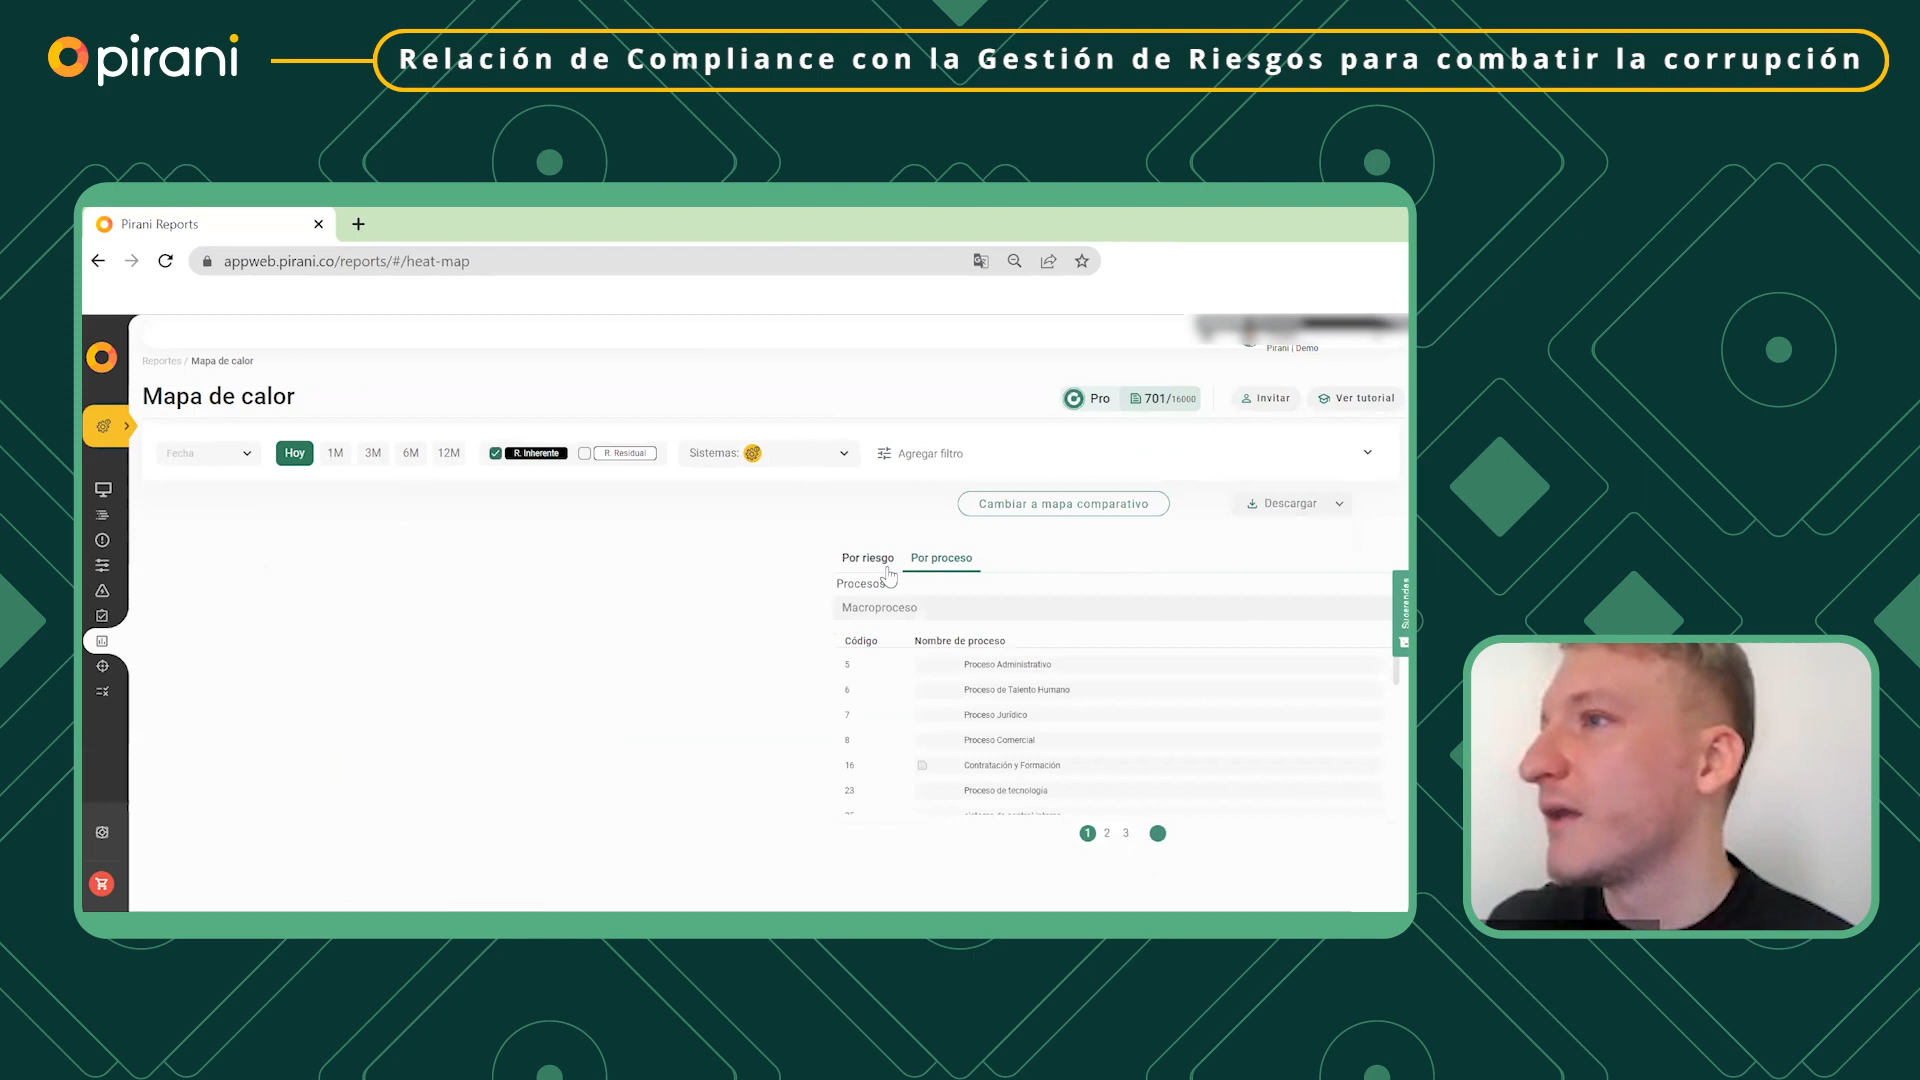 pirani
Relación de Compliance con la Gestión de Riesgos para combatir la corrupción
Pirani Reports
appweb.pirani.co/reports/#/heat-map
Pirani | Demo
Reportes / Mapa de calor
Mapa de calor
Pro
701/16000
Invitar
Ver tutorial
Fecha
Hoy
1M
3M
6M
12M
R. Inherente
R. Residual
Sistemas:
Agregar filtro
Cambiar a mapa comparativo
Descargar
Por riesgo
Por proceso
Procesos
Macroproceso
Código Nombre de proceso
5 Proceso Administrativo
6 Proceso de Talento Humano
7 Proceso Jurídico
8 Proceso Comercial
16 Contratación y Formación
23 Proceso de tecnología
1 2 3